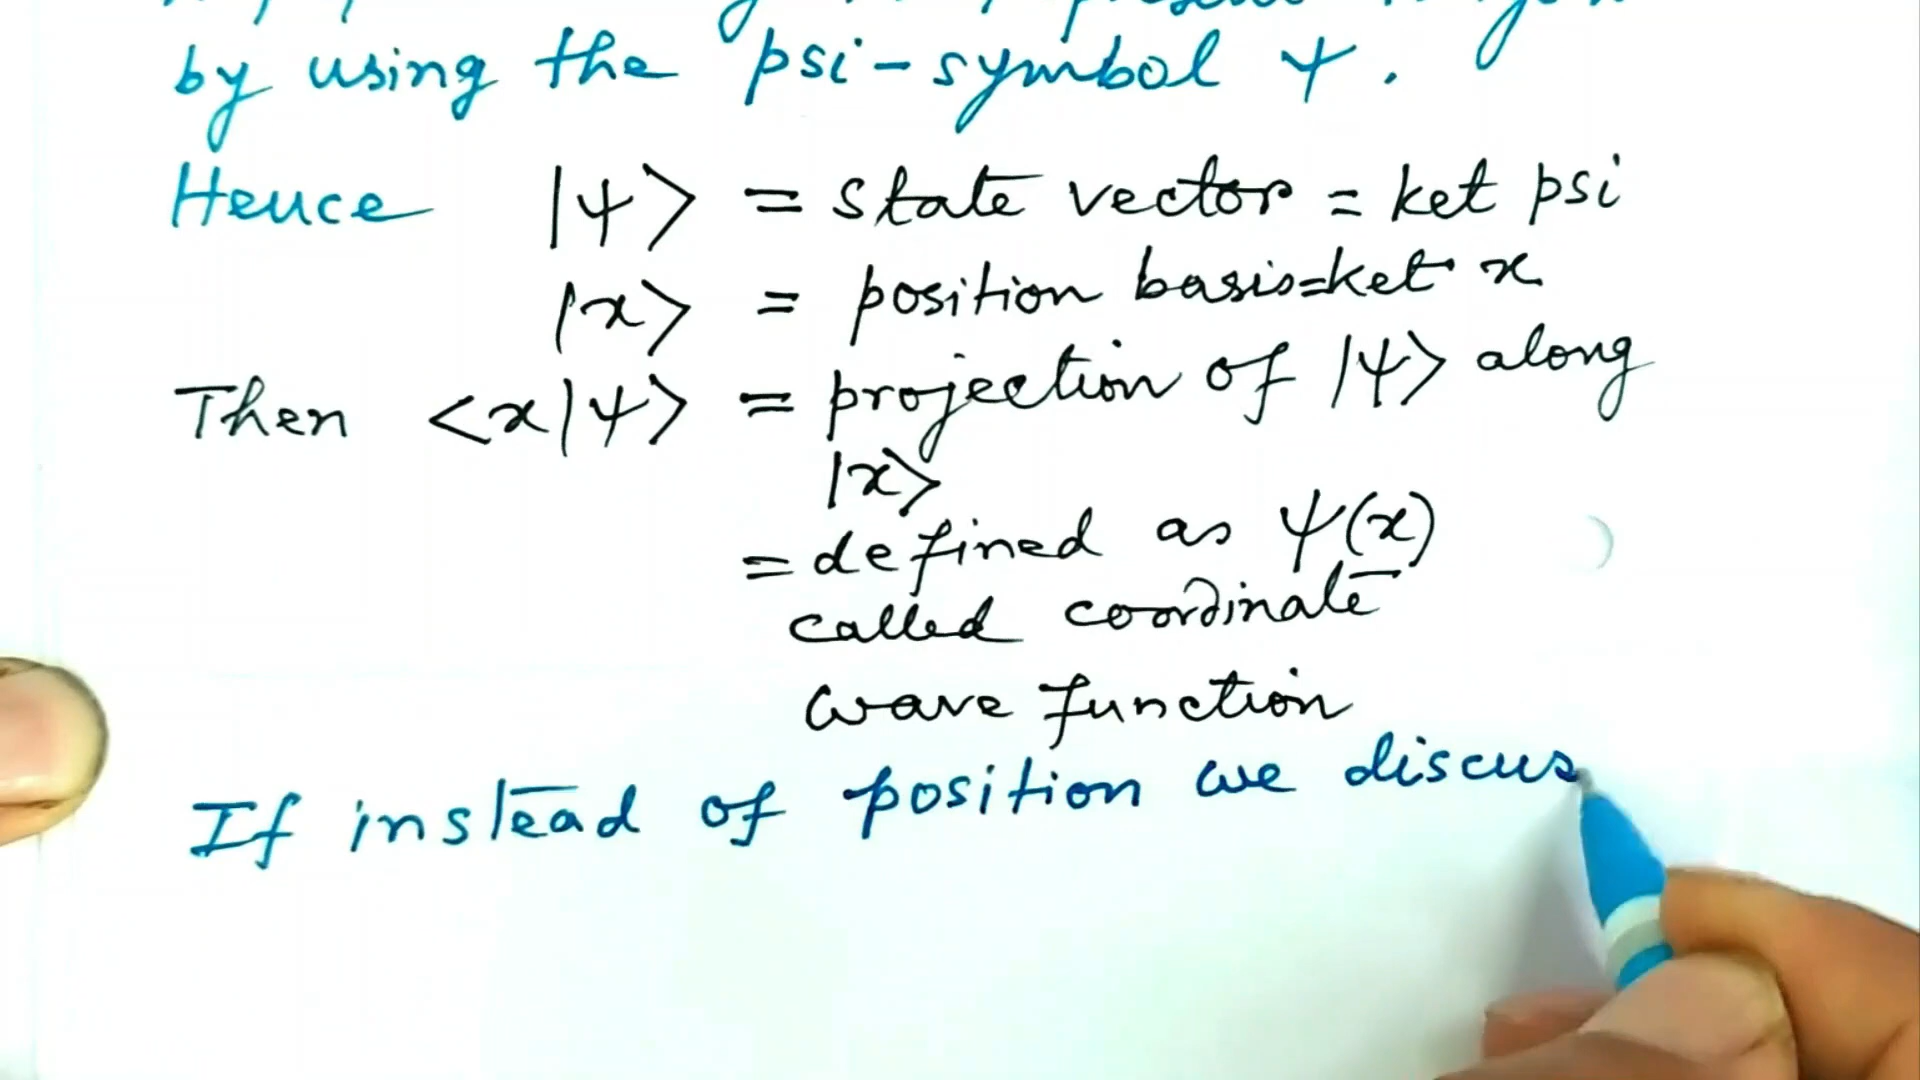 by using the psi-symbol ψ.
Hence |ψ> = state vector = ket psi
|x> = position basis=ket x
Then <x|ψ> = projection of |ψ> along
|x>
= defined as ψ(x)
called coordinate
wave function
If instead of position we discus